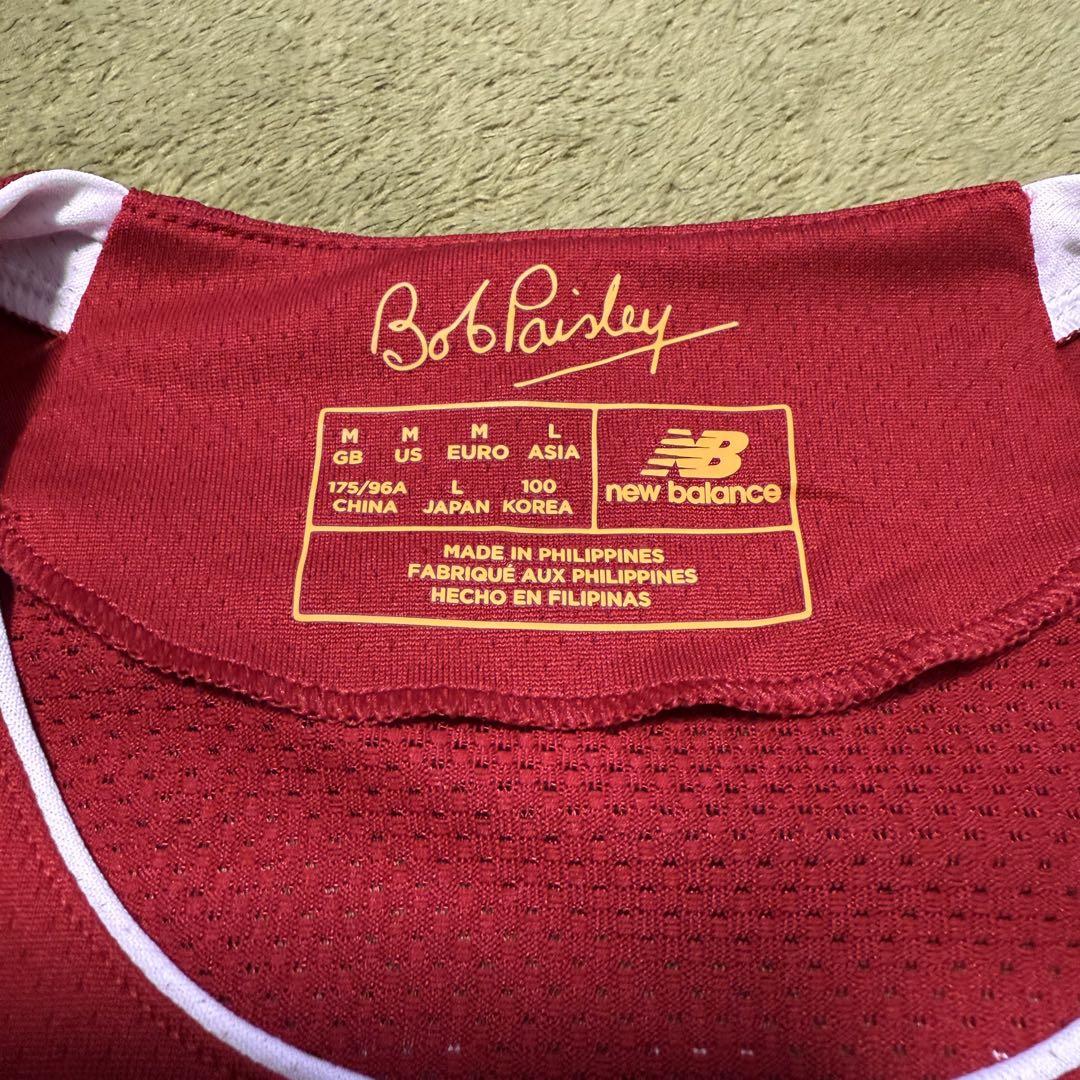 Bob Paisley
M M M L
GB US EURO ASIA
175/96A L 100
CHINA JAPAN KOREA
NB
new balance
MADE IN PHILIPPINES
FABRIQUÉ AUX PHILIPPINES
HECHO EN FILIPINAS